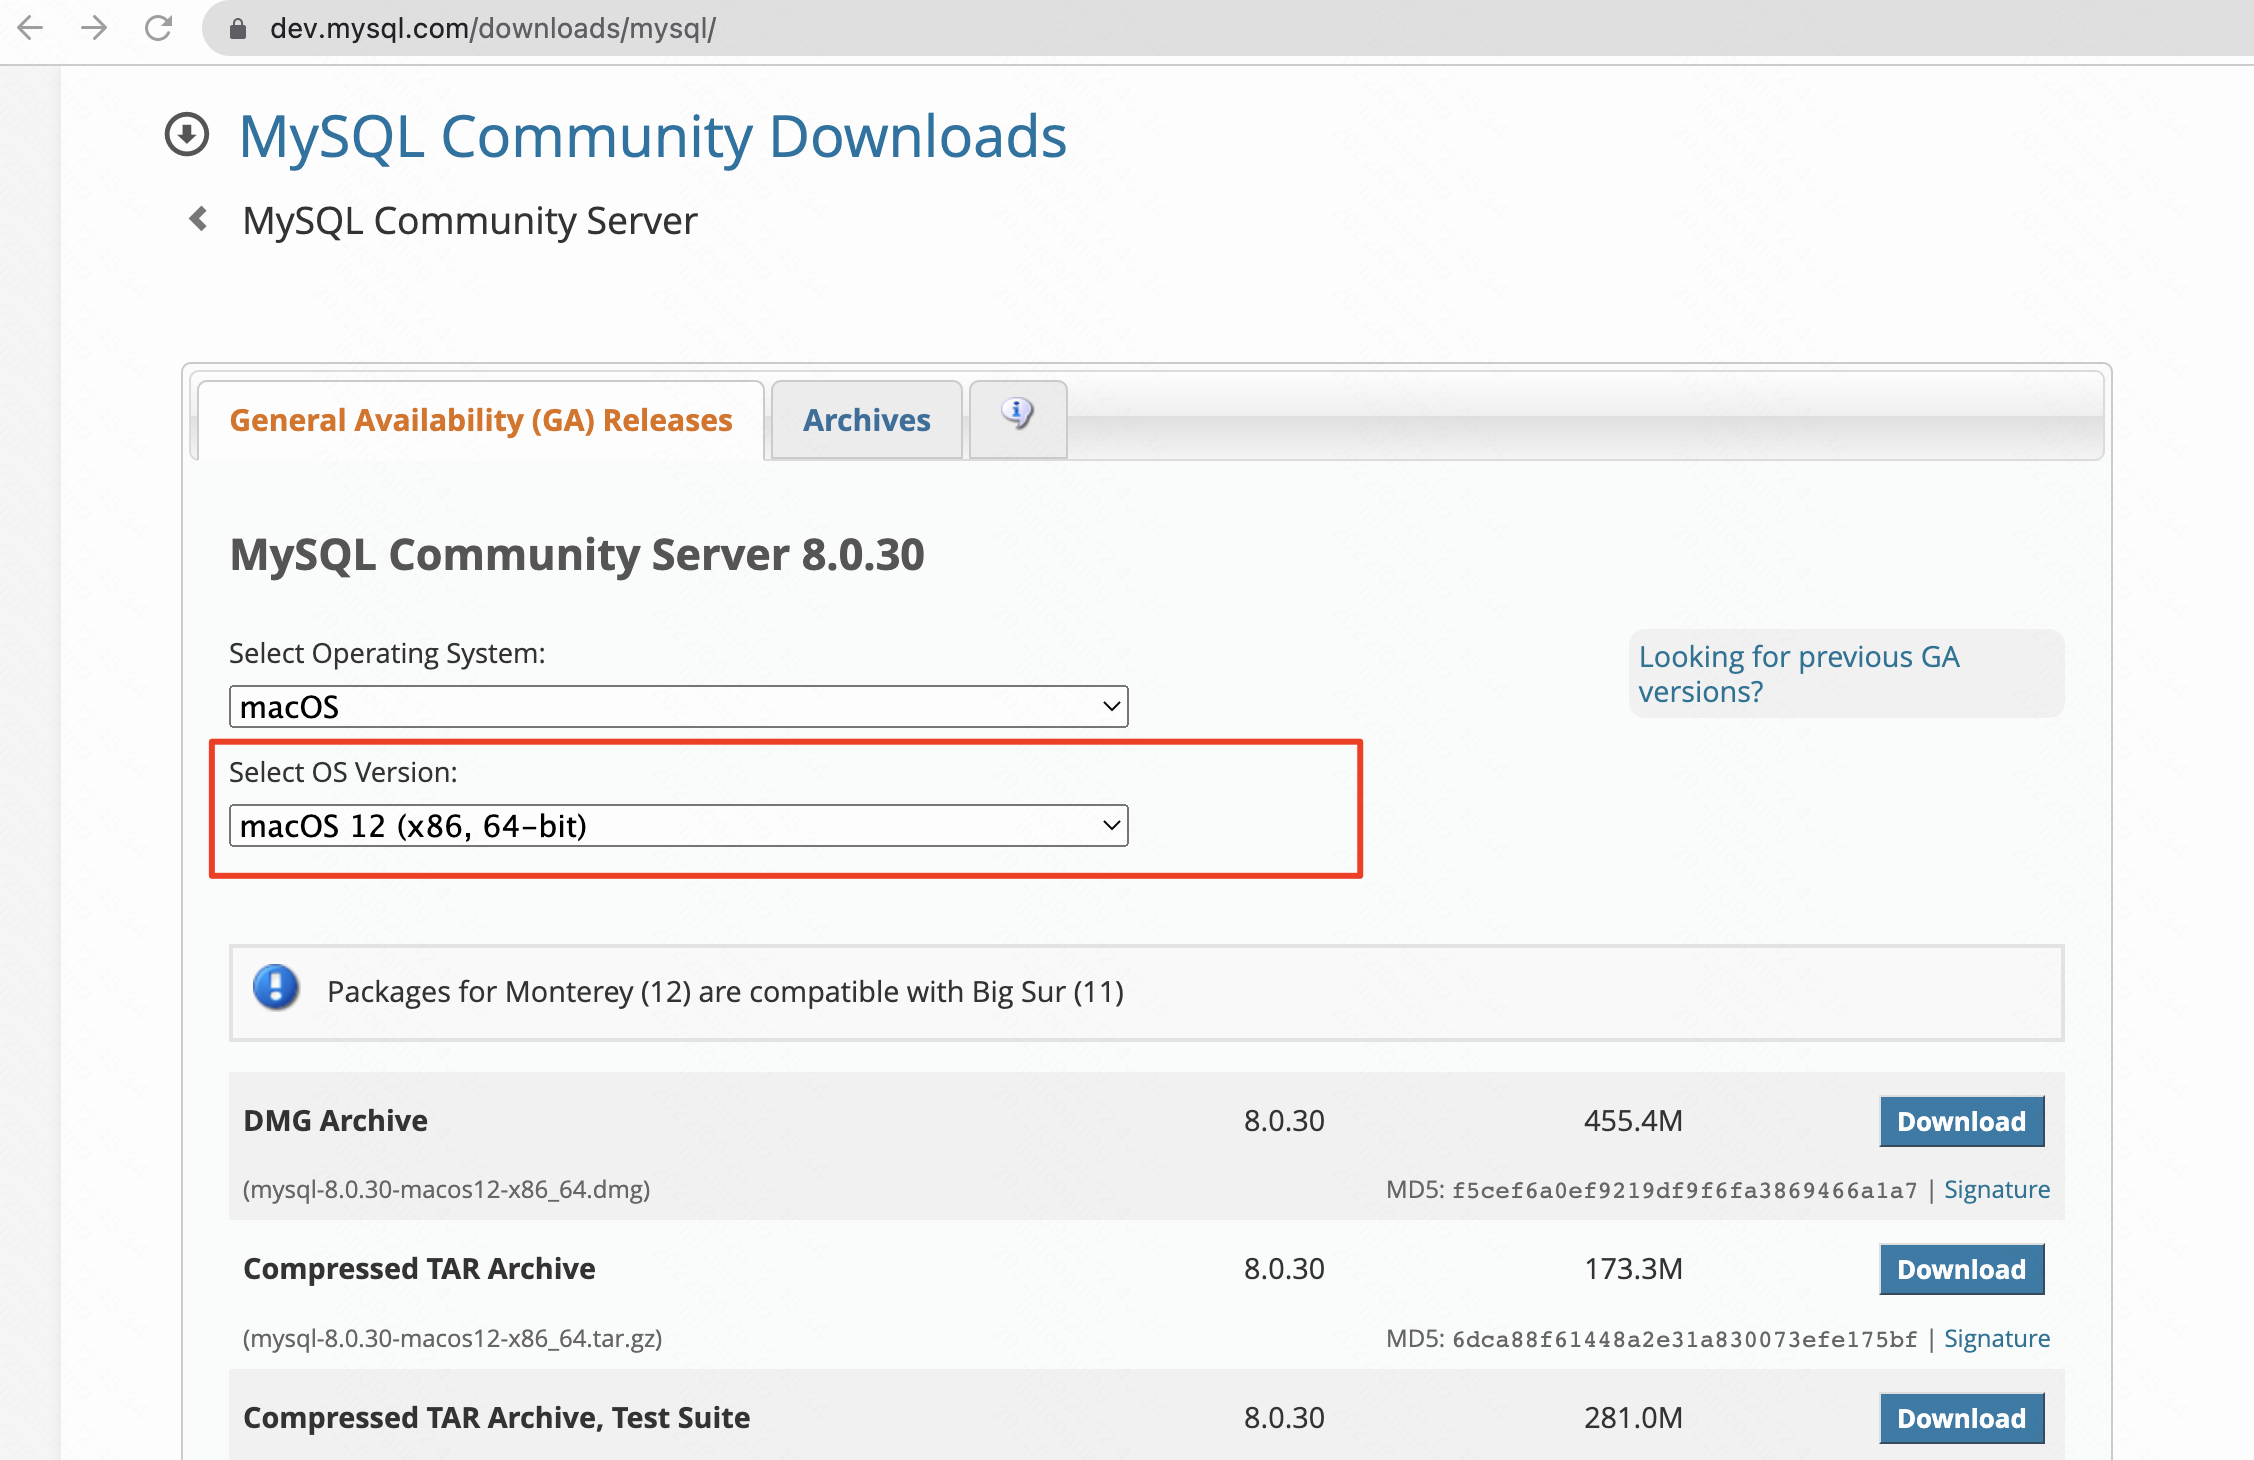 dev.mysql.com/downloads/mysql/
MySQL Community Downloads
MySQL Community Server
General Availability (GA) Releases
Archives
MySQL Community Server 8.0.30
Select Operating System:
macOS
Looking for previous GA
versions?
Select OS Version:
macOS 12 (x86, 64-bit)
Packages for Monterey (12) are compatible with Big Sur (11)
DMG Archive 8.0.30 455.4M Download
(mysql-8.0.30-macos12-x86_64.dmg) MD5: f5cef6a0ef9219df9f6fa3869466a1a7 | Signature
Compressed TAR Archive 8.0.30 173.3M Download
(mysql-8.0.30-macos12-x86_64.tar.gz) MD5: 6dca88f61448a2e31a830073efe175bf | Signature
Compressed TAR Archive, Test Suite 8.0.30 281.0M Download